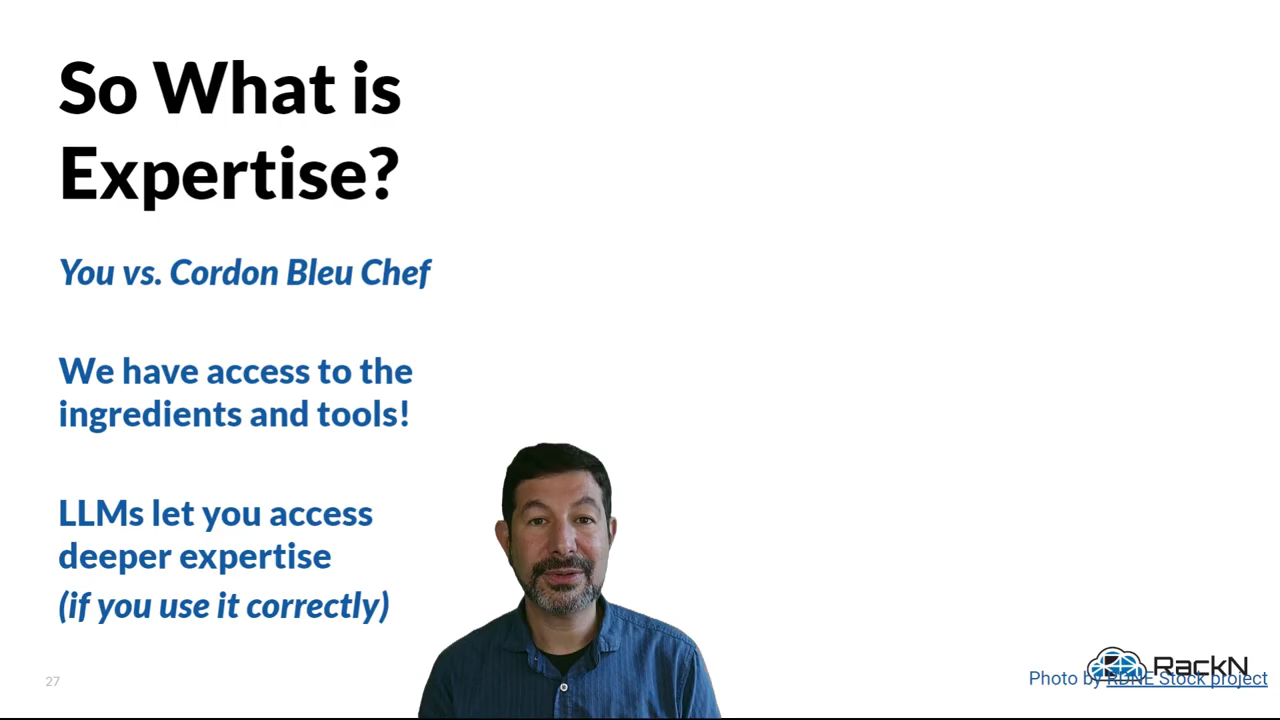 So What is
Expertise?
You vs. Cordon Bleu Chef
We have access to the
ingredients and tools!
LLMs let you access
deeper expertise
(if you use it correctly)
27
RackN
Photo by RDNE Stock project